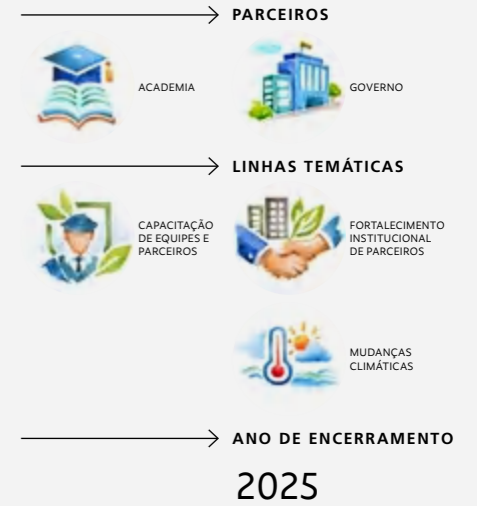 PARCEIROS
ACADEMIA
GOVERNO
LINHAS TEMÁTICAS
CAPACITAÇÃO
DE EQUIPES E
PARCEIROS
FORTALECIMENTO
INSTITUCIONAL
DE PARCEIROS
MUDANÇAS
CLIMÁTICAS
ANO DE ENCERRAMENTO
2025